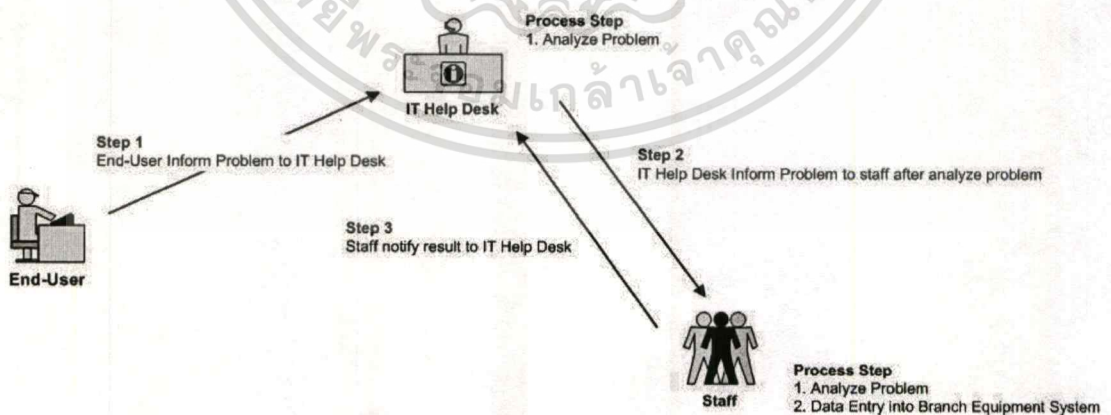 Process Step
1. Analyze Problem
IT Help Desk
Step 1
End-User Inform Problem to IT Help Desk
Step 2
IT Help Desk Inform Problem to staff after analyze problem
Step 3
Staff notify result to IT Help Desk
End-User
Staff
Process Step
1. Analyze Problem
2. Data Entry into Branch Equipment System